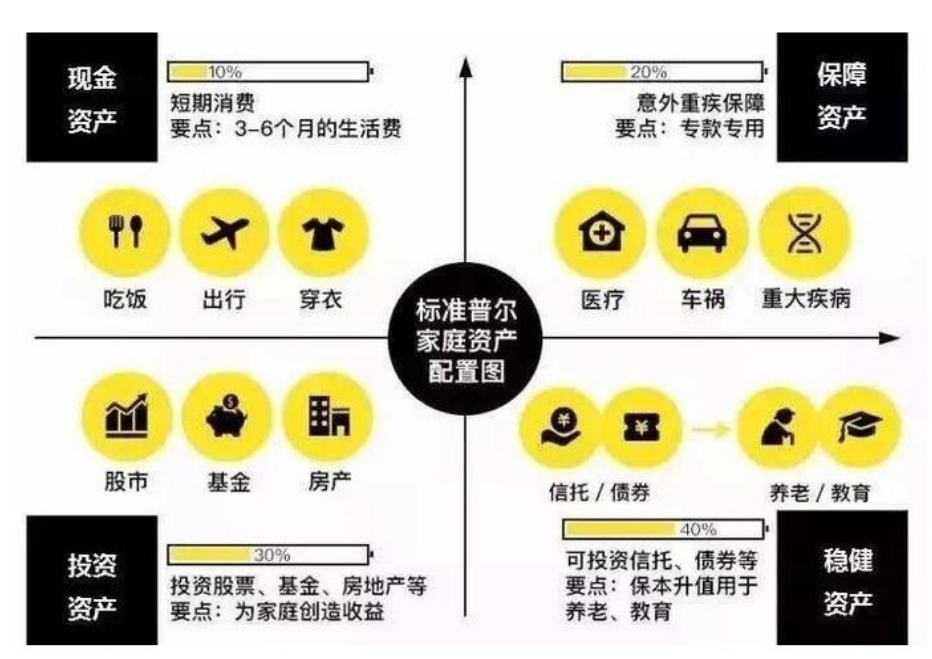 现金
资产
10%
短期消费
要点：3-6个月的生活费
吃饭
出行
穿衣
20%
意外重疾保障
要点：专款专用
保障
资产
医疗
车祸
重大疾病
标准普尔
家庭资产
配置图
股市
基金
房产
投资
资产
30%
投资股票、基金、房地产等
要点：为家庭创造收益
$
¥
¥
信托 / 债券
养老 / 教育
40%
可投资信托、债券等
要点：保本升值用于
养老、教育
稳健
资产